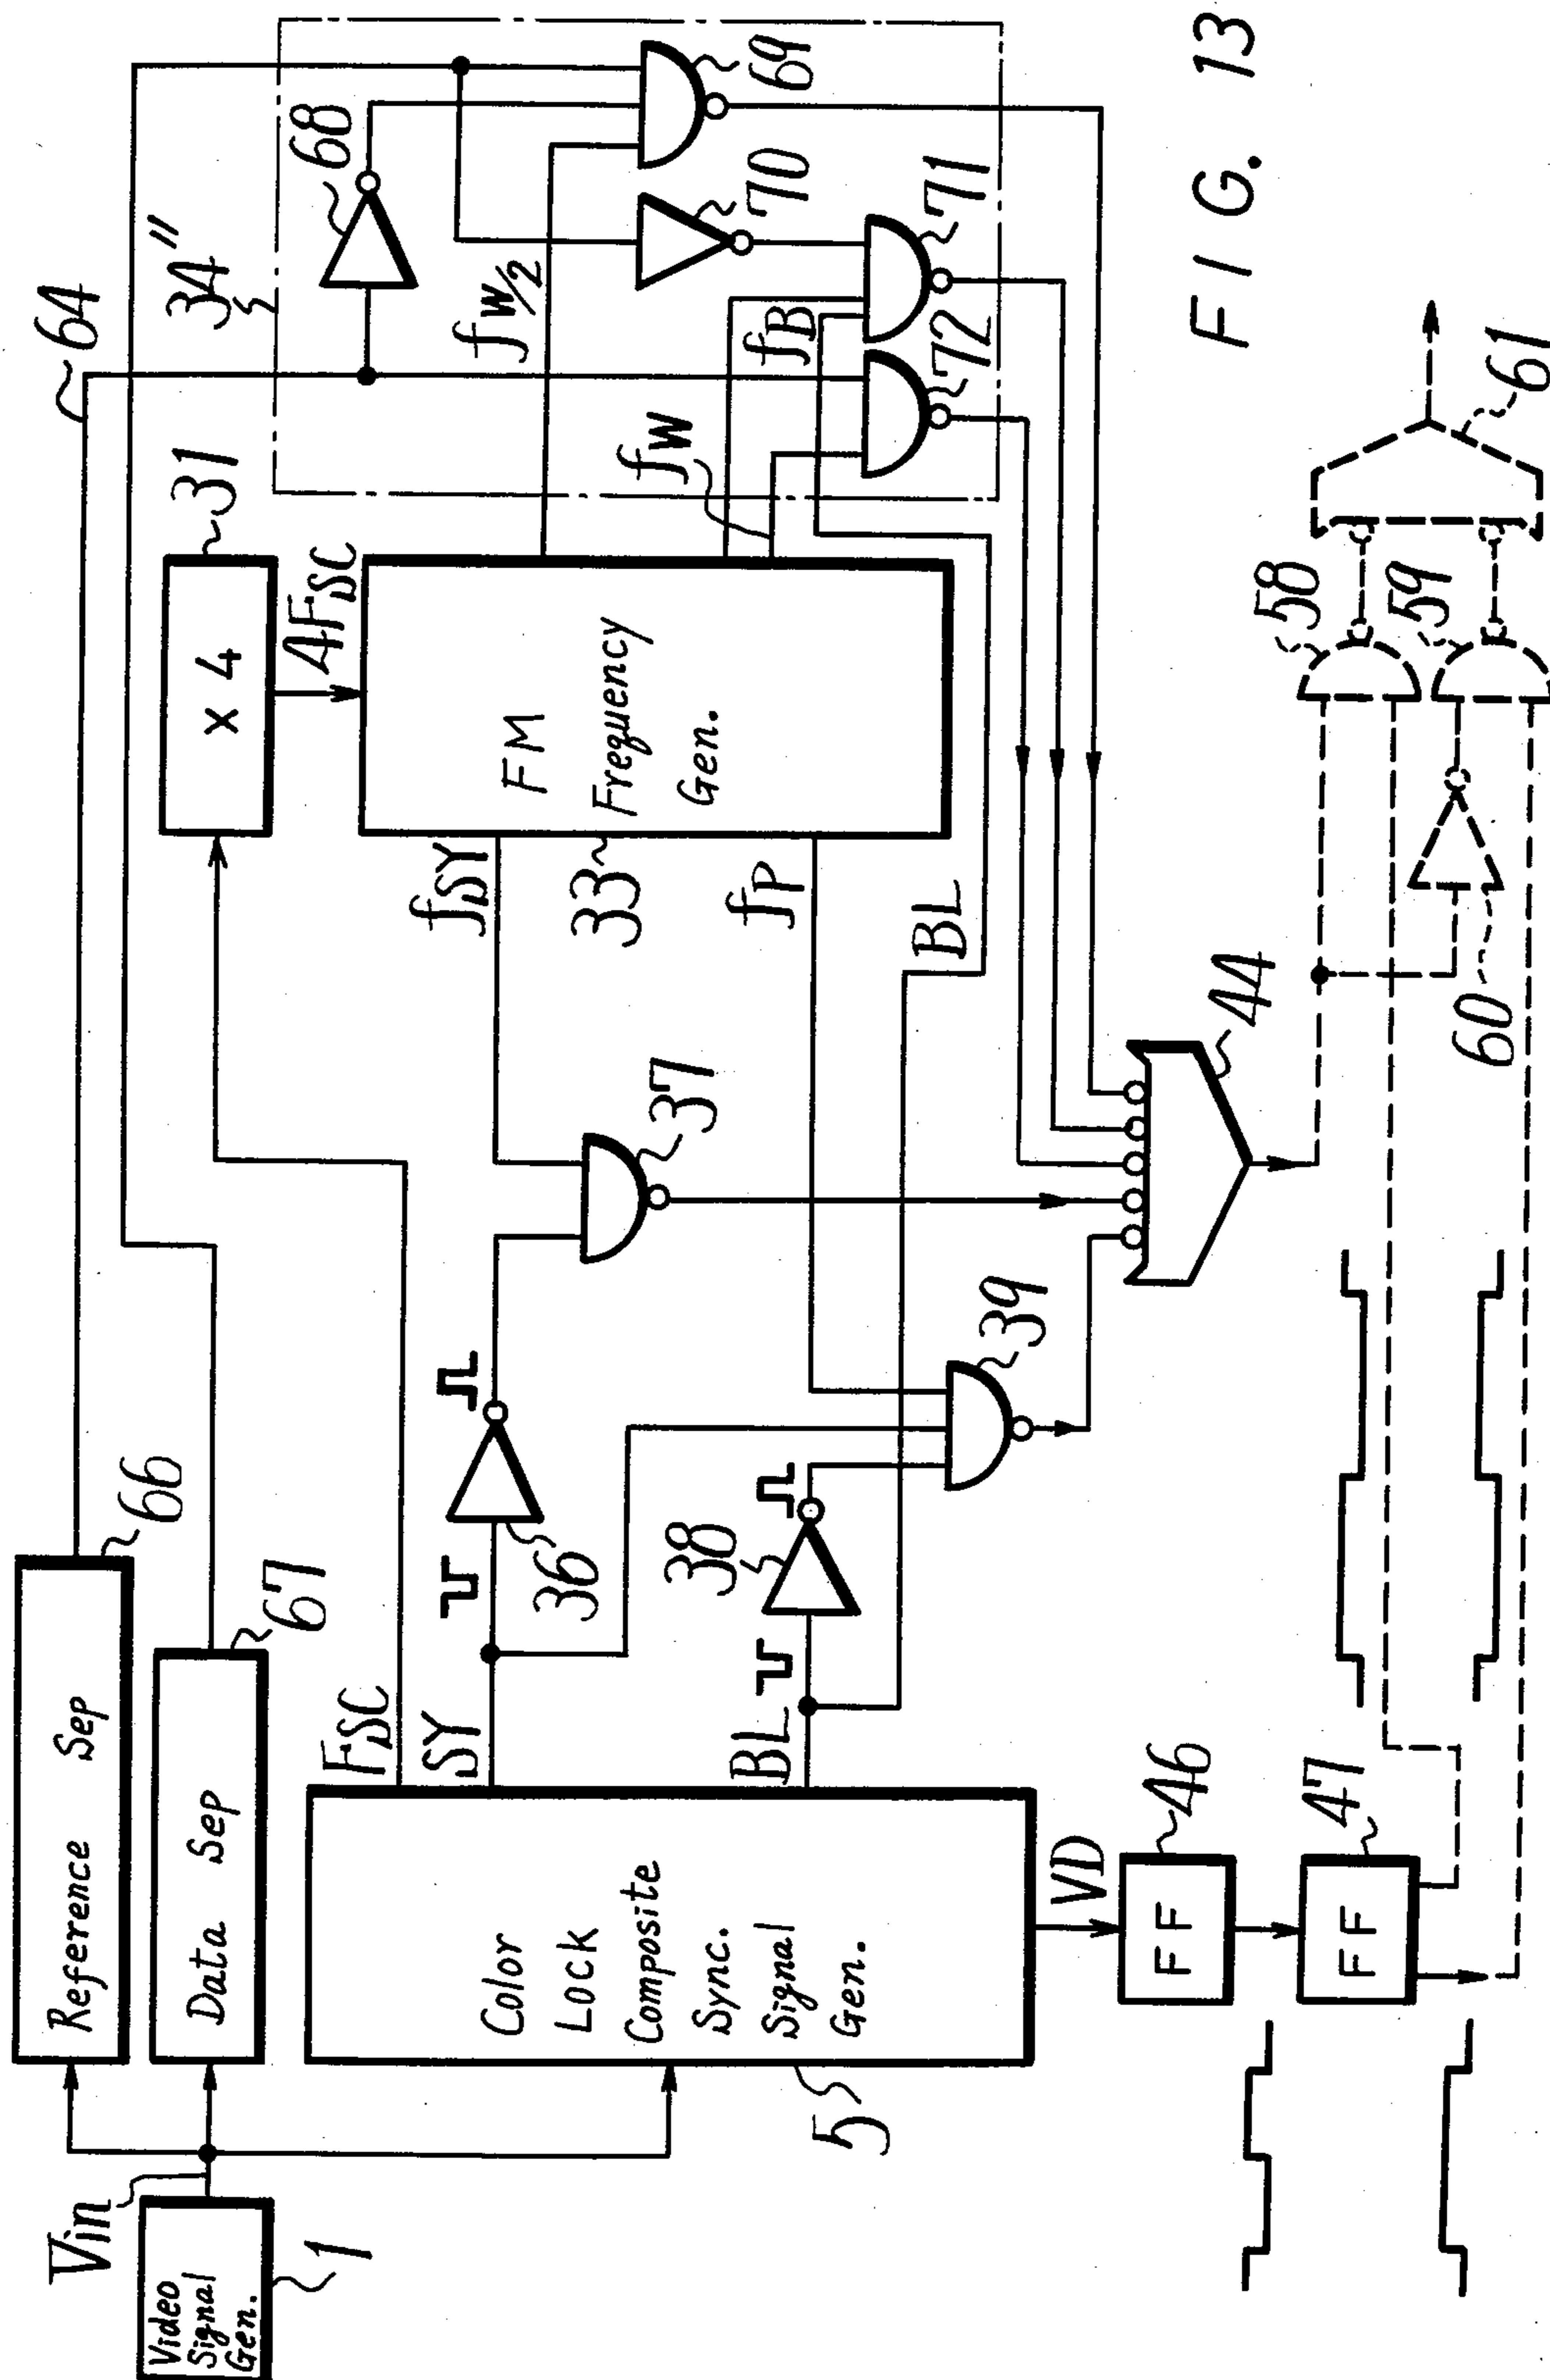 Vin
Video
Signal
Gen.
1
Reference Sep
66
Data Sep
67
64
34"
68
69
70
71
72
fW/2
fB
fW
x 4
31
4FSC
FM
Frequency
Gen.
33
fSY
fP
BL
37
39
36
38
FSC
SY
BL
Color
Lock
Composite
Sync.
Signal
Gen.
5
VD
FF
46
FF
47
44
58
59
60
61
FIG. 13